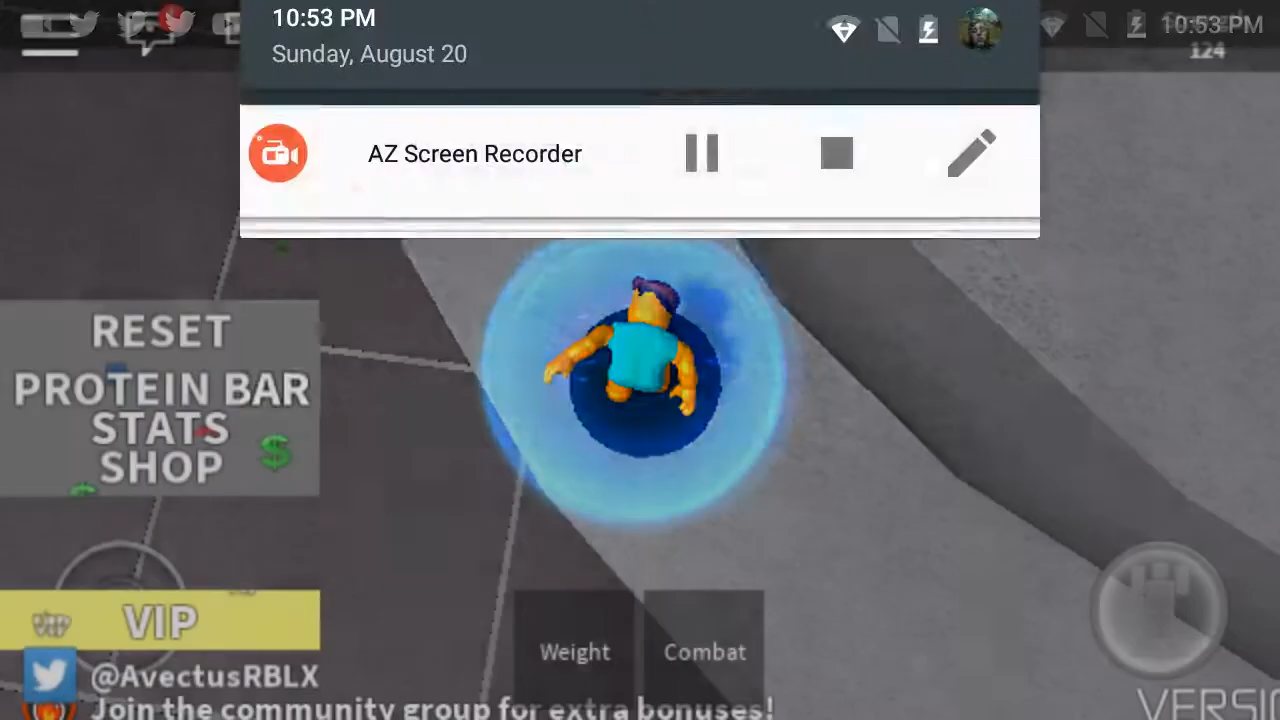 10:53 PM
Sunday, August 20
10:53 PM
124
AZ Screen Recorder
RESET
PROTEIN BAR
STATS
SHOP
$
VIP
@AvectusRBLX
Join the community group for extra bonuses!
Weight
Combat